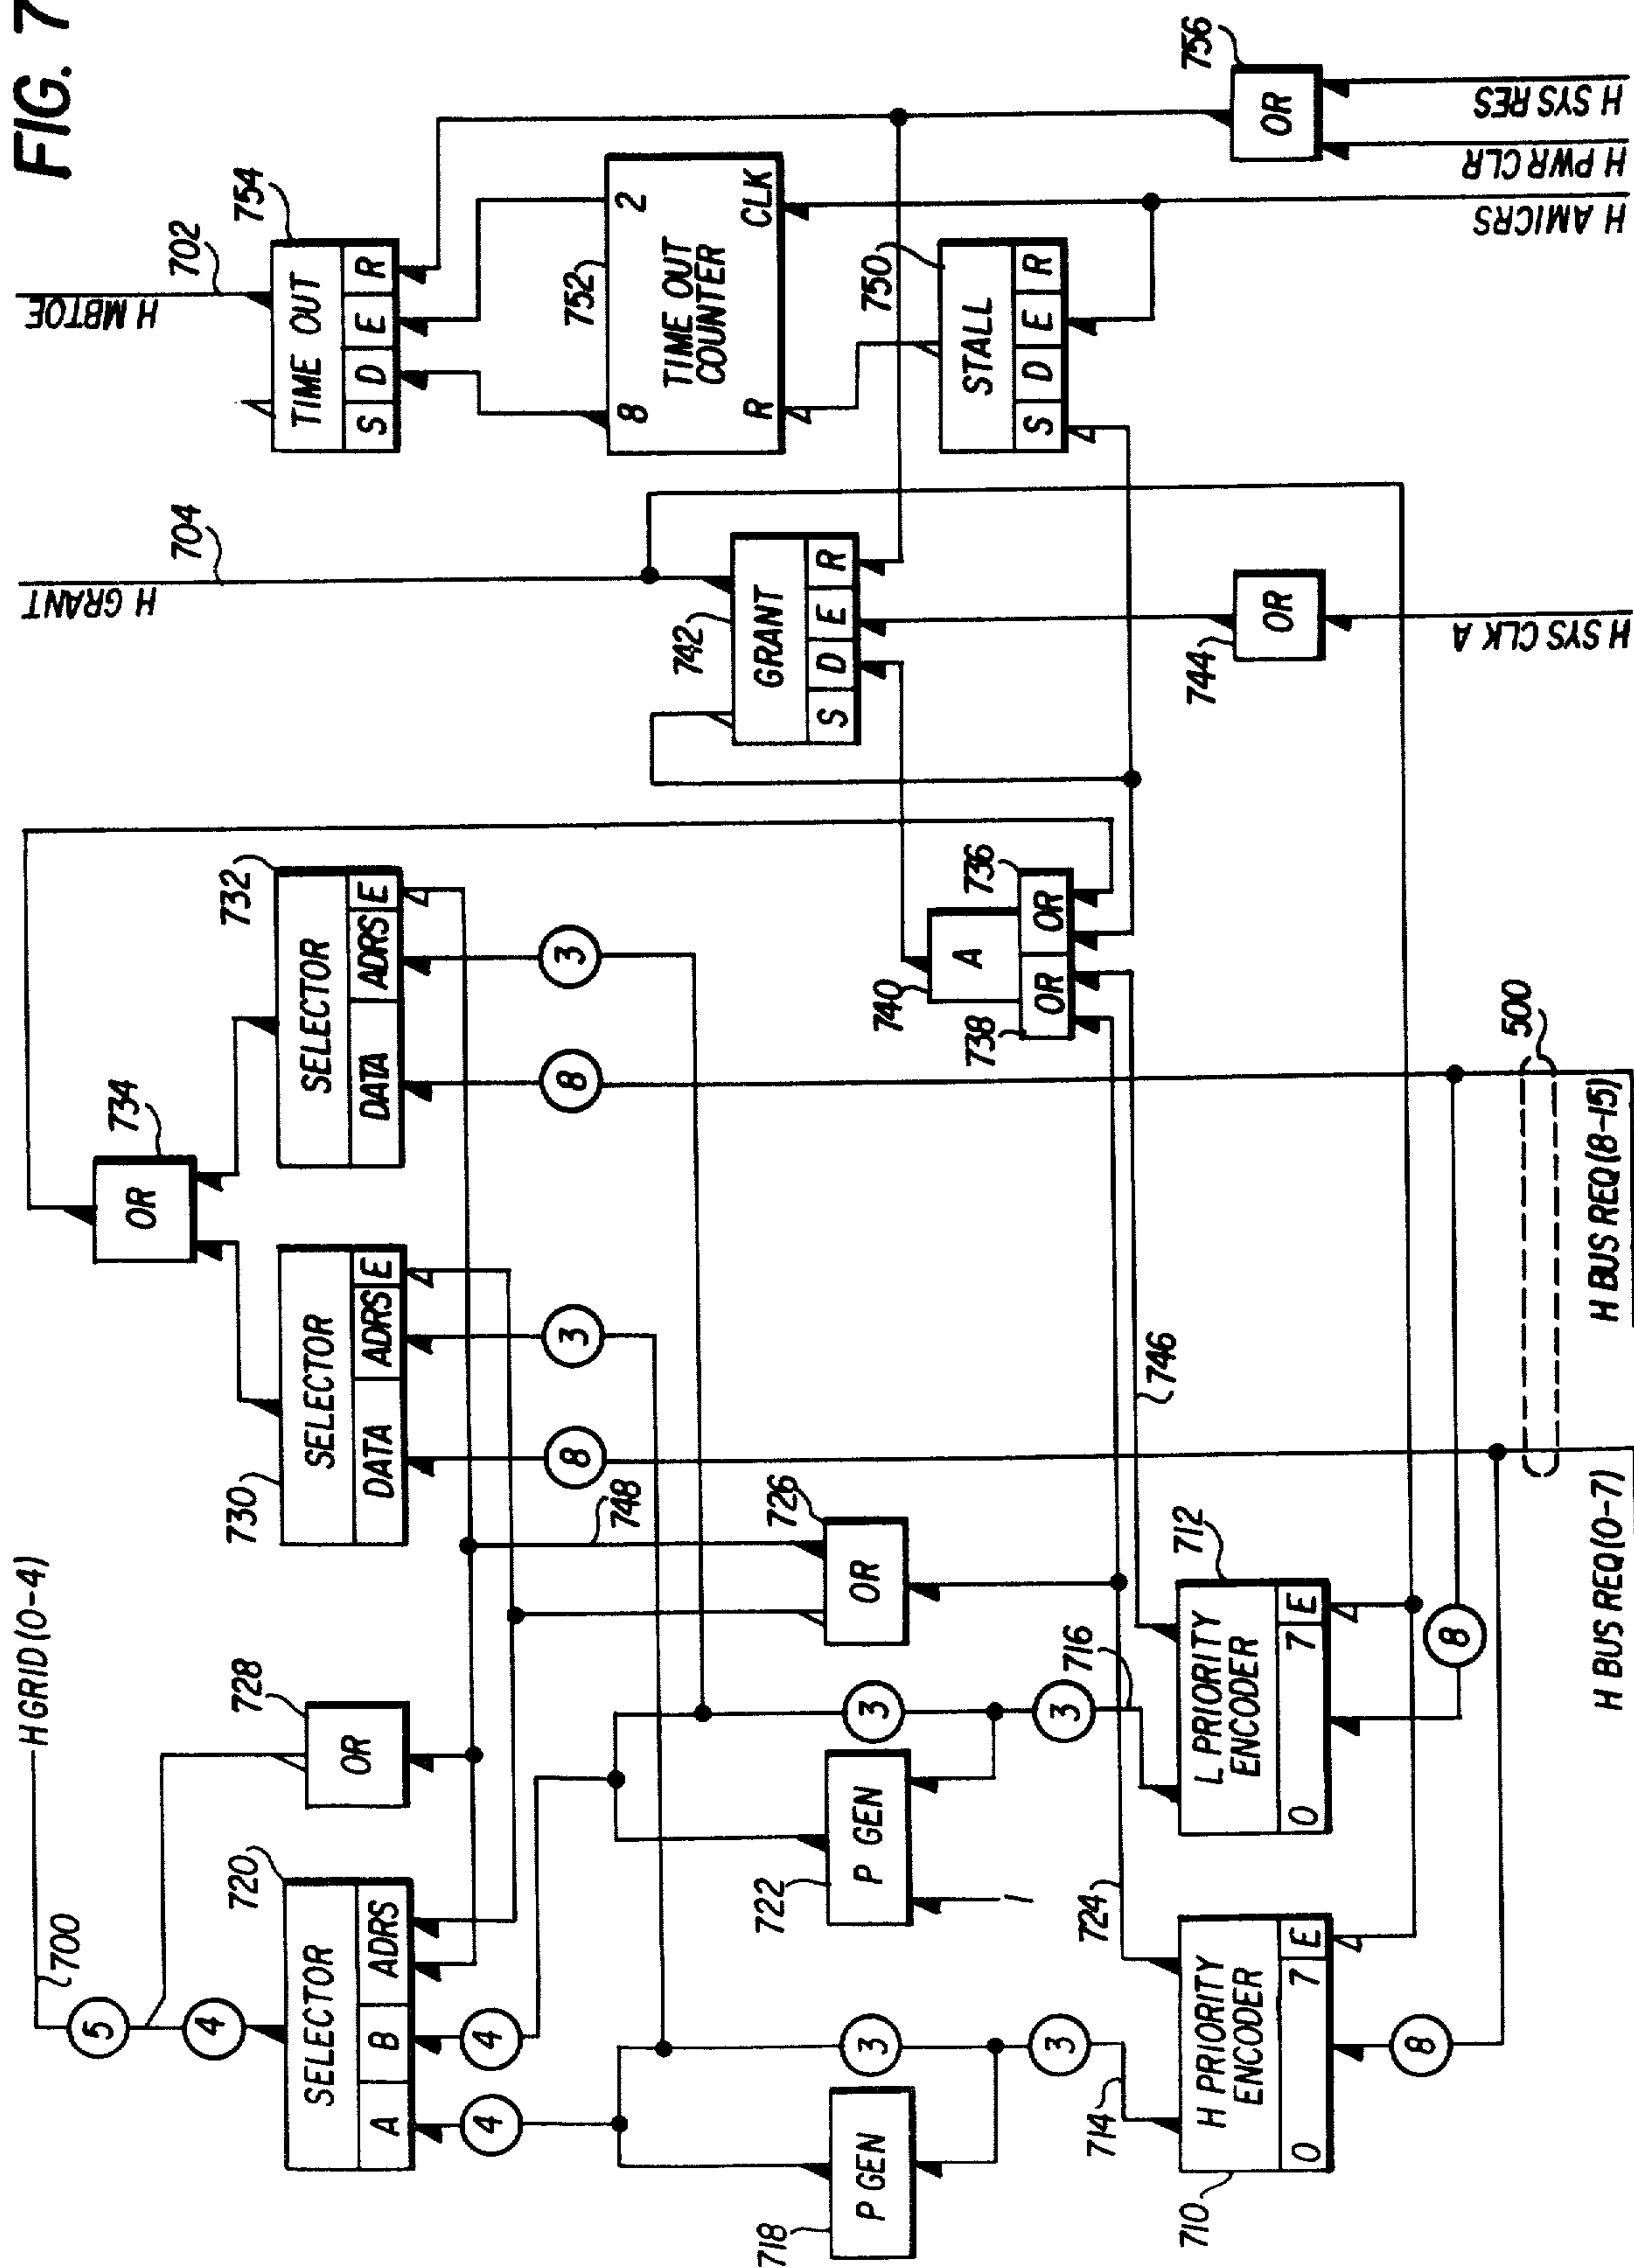 FIG. 7
H GRID (0-4)
700
5
4
720
SELECTOR
A
B
ADRS
4
4
728
OR
718
P GEN
722
P GEN
1
3
3
3
3
714
716
724
710
H PRIORITY
ENCODER
0
7
E
8
712
L PRIORITY
ENCODER
0
7
E
8
726
OR
748
746
730
SELECTOR
DATA
ADRS
E
8
3
732
SELECTOR
DATA
ADRS
E
8
3
734
OR
740
A
738
OR
OR
736
500
H BUS REQ (0-7)
H BUS REQ (8-15)
H GRANT
704
742
GRANT
S
D
E
R
744
OR
H SYS CLK A
H MBTOE
702
754
TIME OUT
S
D
E
R
752
8
2
TIME OUT
COUNTER
R
CLK
750
STALL
S
D
E
R
756
OR
H AMICRS
H PWR CLR
H SYS RES